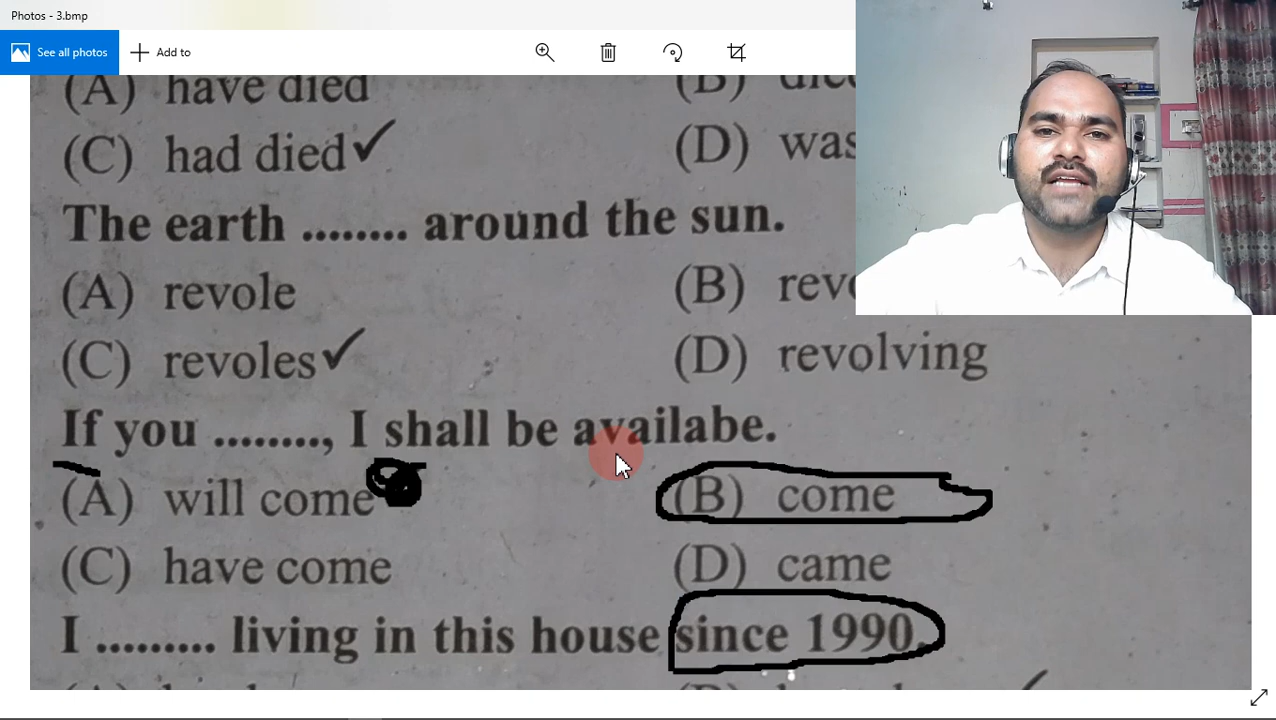 Photos - 3.bmp
See all photos
Add to
(A) have died
(C) had died
(D) was
The earth ........ around the sun.
(A) revole
(B)
(C) revoles
(D) revolving
If you ........, I shall be availabe.
(A) will come
(B) come
(C) have come
(D) came
I ......... living in this house since 1990.